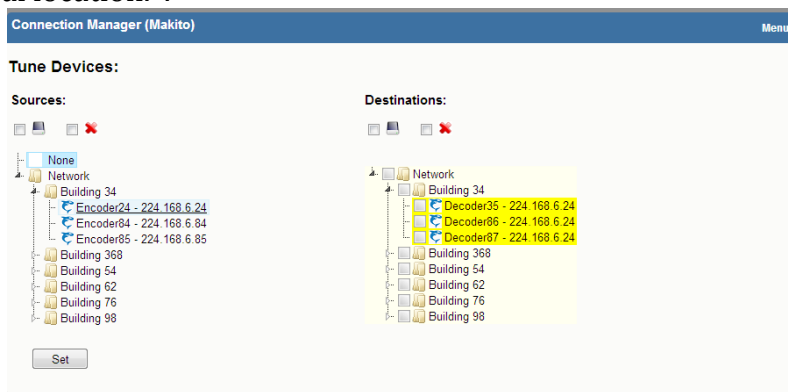 Connection Manager (Makito)
Menu
Tune Devices:
Sources:
None
Network
Building 34
Encoder24 - 224.168.6.24
Encoder84 - 224.168.6.84
Encoder85 - 224.168.6.85
Building 368
Building 54
Building 62
Building 76
Building 98
Set
Destinations:
Network
Building 34
Decoder35 - 224.168.6.24
Decoder86 - 224.168.6.24
Decoder87 - 224.168.6.24
Building 368
Building 54
Building 62
Building 76
Building 98